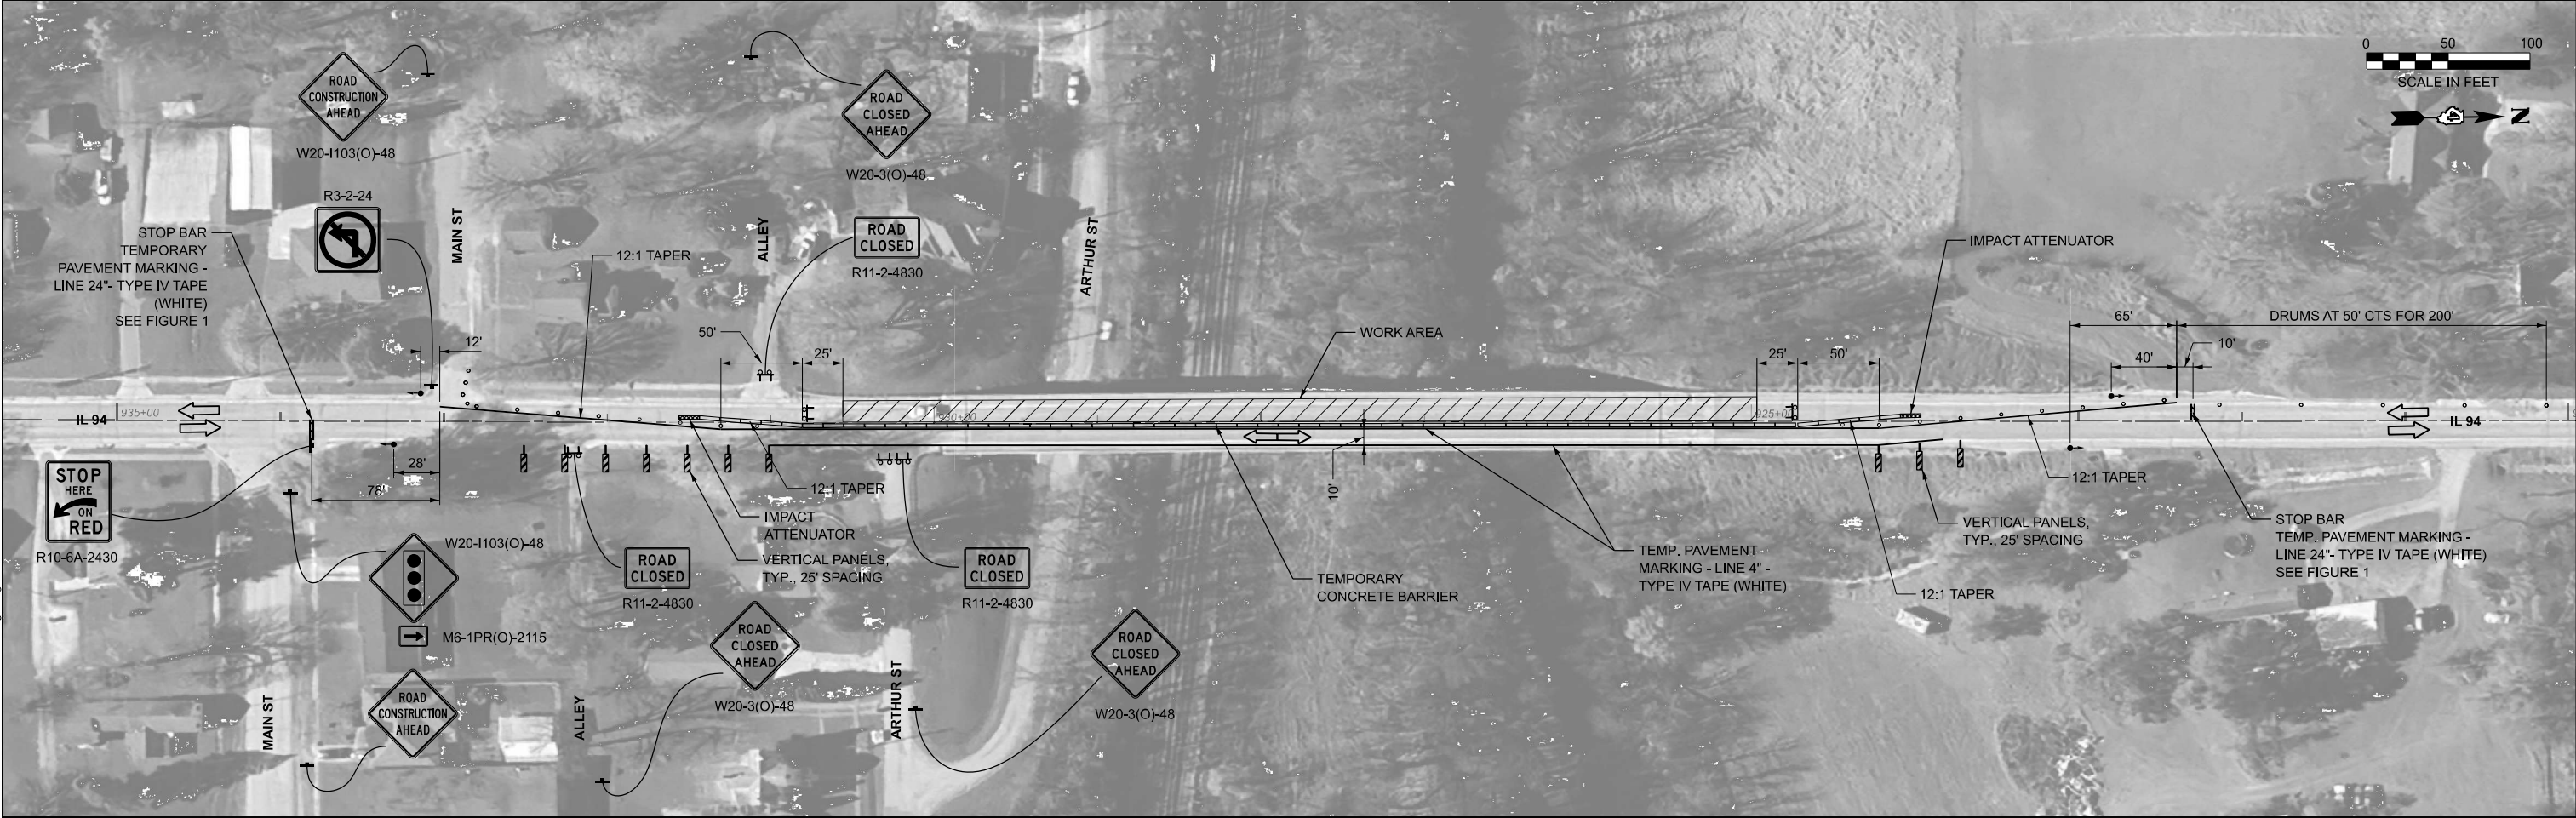 ROAD
CONSTRUCTION
AHEAD
W20-I103(O)-48
R3-2-24
STOP BAR
TEMPORARY
PAVEMENT MARKING -
LINE 24"- TYPE IV TAPE
(WHITE)
SEE FIGURE 1
MAIN ST
12:1 TAPER
ALLEY
ROAD
CLOSED
AHEAD
W20-3(O)-48
ROAD
CLOSED
R11-2-4830
ARTHUR ST
0 50 100
SCALE IN FEET
N
IMPACT ATTENUATOR
WORK AREA
12'
50'
25'
25'
50'
65'
40'
10'
DRUMS AT 50' CTS FOR 200'
IL 94
935+00
930+00
925+00
IL 94
28'
78'
10'
STOP
HERE
ON
RED
R10-6A-2430
W20-I103(O)-48
M6-1PR(O)-2115
ROAD
CONSTRUCTION
AHEAD
MAIN ST
ALLEY
12:1 TAPER
IMPACT
ATTENUATOR
VERTICAL PANELS,
TYP., 25' SPACING
ROAD
CLOSED
R11-2-4830
ROAD
CLOSED
AHEAD
W20-3(O)-48
ARTHUR ST
ROAD
CLOSED
R11-2-4830
ROAD
CLOSED
AHEAD
W20-3(O)-48
TEMPORARY
CONCRETE BARRIER
TEMP. PAVEMENT
MARKING - LINE 4" -
TYPE IV TAPE (WHITE)
12:1 TAPER
VERTICAL PANELS,
TYP., 25' SPACING
12:1 TAPER
STOP BAR
TEMP. PAVEMENT MARKING -
LINE 24"- TYPE IV TAPE (WHITE)
SEE FIGURE 1